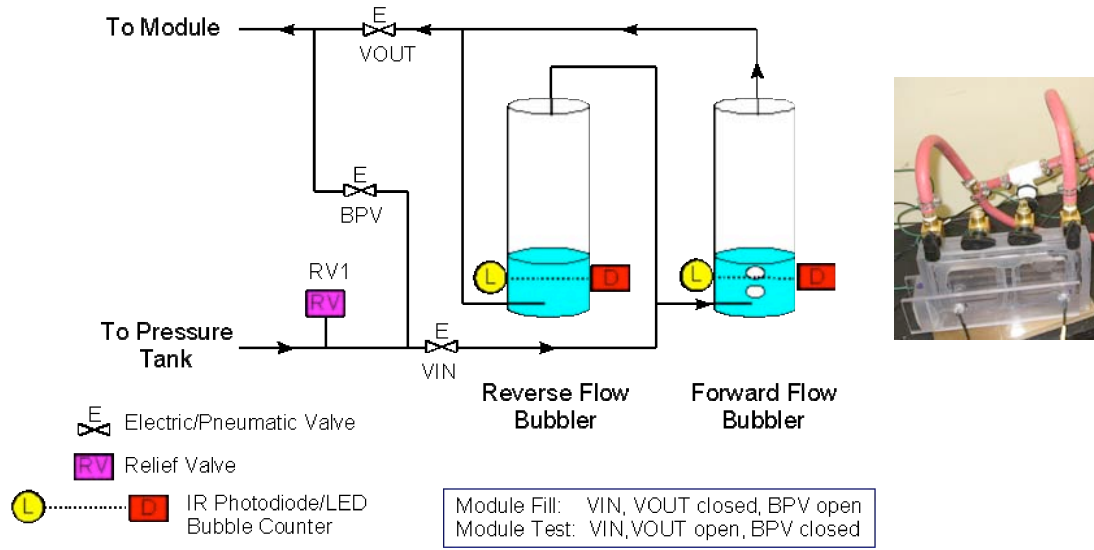 E
To Module
VOUT
E
BPV
RV1
RV
L
D
L
D
To Pressure
Tank
E
VIN
Reverse Flow
Bubbler
Forward Flow
Bubbler
E
Electric/Pneumatic Valve
RV
Relief Valve
L
D
IR Photodiode/LED
Bubble Counter
Module Fill: VIN, VOUT closed, BPV open
Module Test: VIN,VOUT open, BPV closed